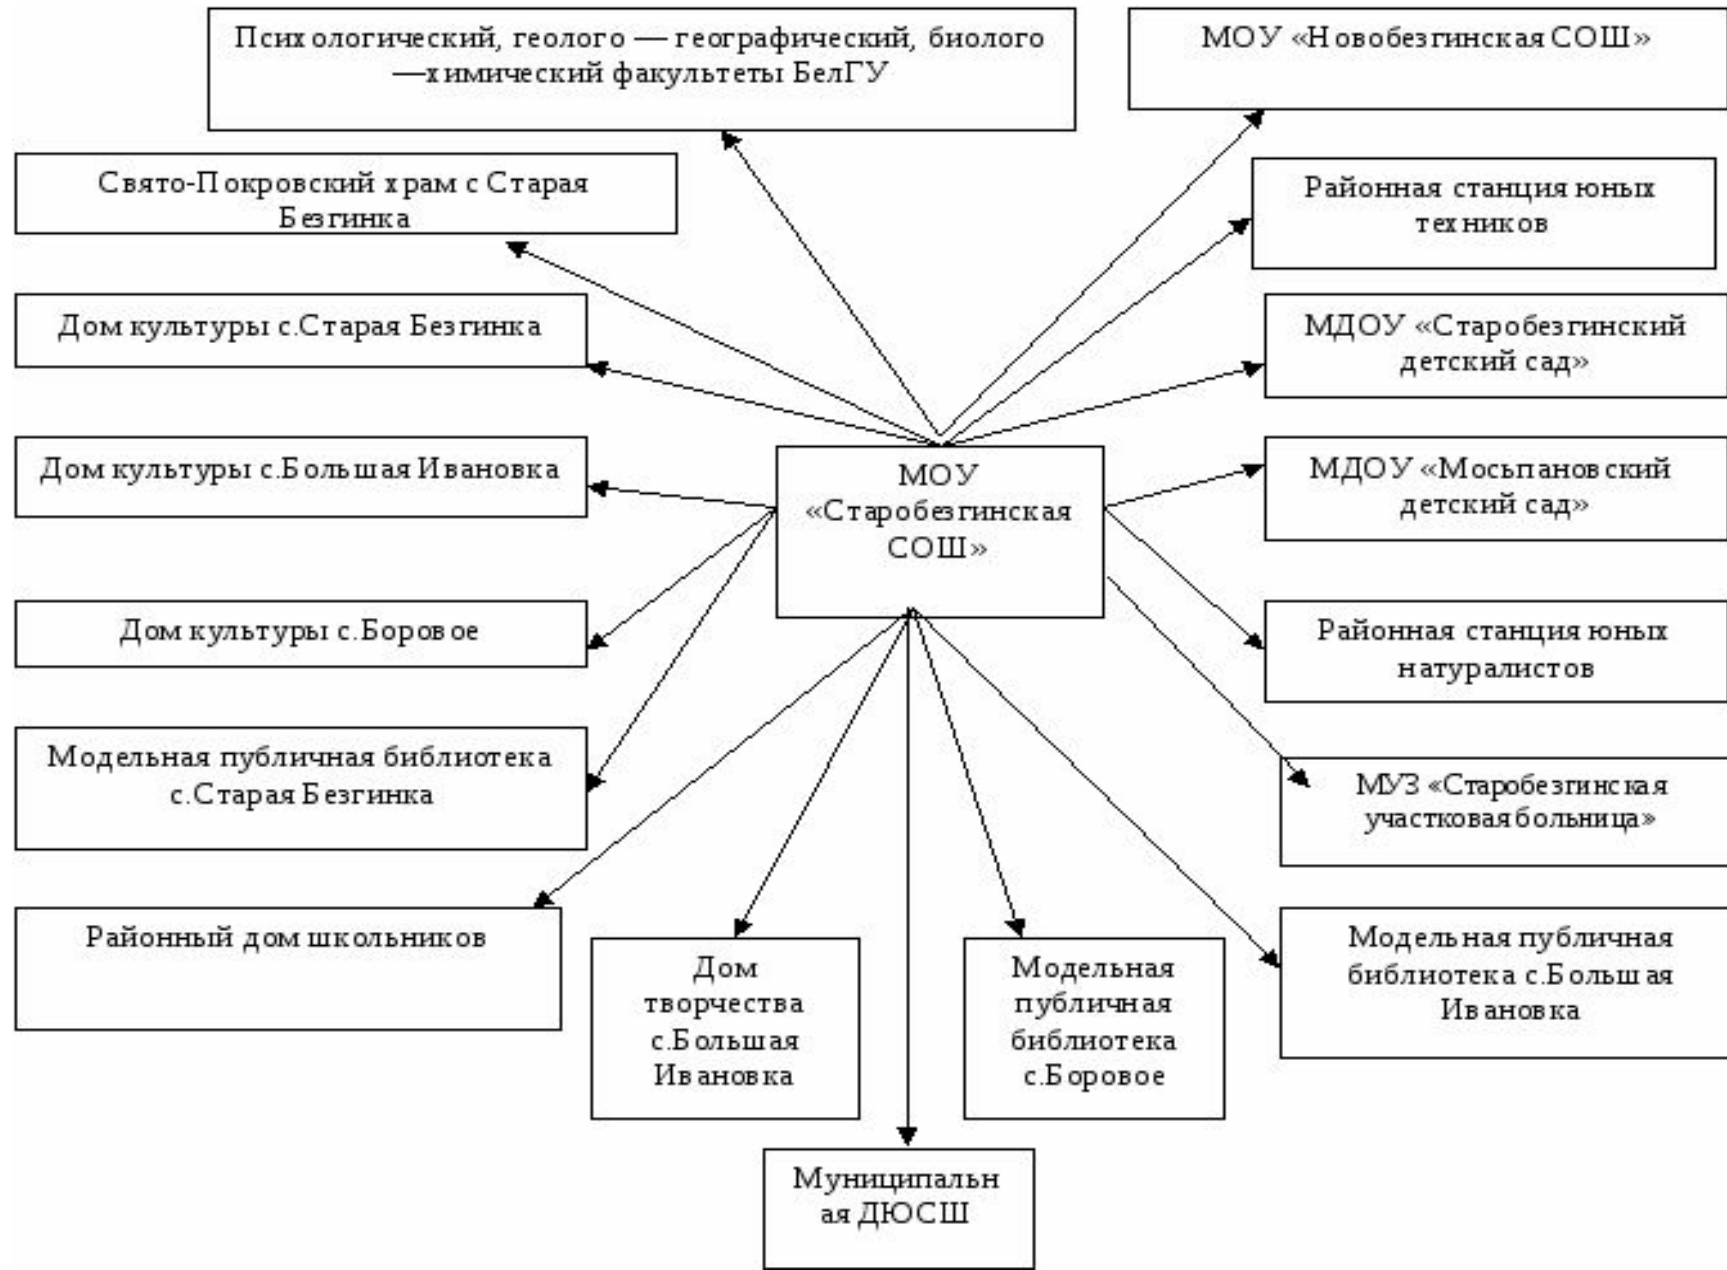 Психологический, геолого — географический, биолого
—химический факультеты БелГУ
МОУ «Новобезгинская СОШ»
Свято-Покровский храм с Старая
Безгинка
Районная станция юных
техников
Дом культуры с.Старая Безгинка
МДОУ «Старобезгинский
детский сад»
Дом культуры с.Большая Ивановка
МОУ
«Старобезгинская
СОШ»
МДОУ «Мосьпановский
детский сад»
Дом культуры с.Боровое
Районная станция юных
натуралистов
Модельная публичная библиотека
с.Старая Безгинка
МУЗ «Старобезгинская
участковая больница»
Районный дом школьников
Дом
творчества
с.Большая
Ивановка
Модельная
публичная
библиотека
с.Боровое
Модельная публичная
библиотека с.Большая
Ивановка
Муниципальн
ая ДЮСШ